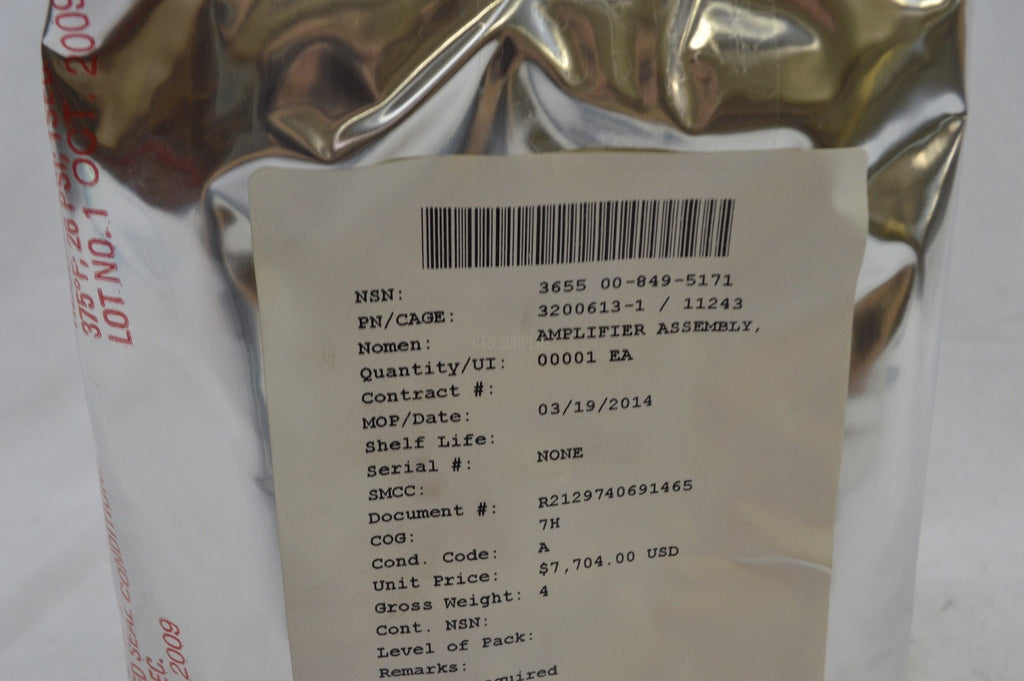 NSN: 3655 00-849-5171
PN/CAGE: 3200613-1 / 11243
Nomen: AMPLIFIER ASSEMBLY,
Quantity/UI: 00001 EA
Contract #:
MOP/Date: 03/19/2014
Shelf Life:
Serial #: NONE
SMCC:
Document #: R2129740691465
COG: 7H
Cond. Code: A
Unit Price: $7,704.00 USD
Gross Weight: 4
Cont. NSN:
Level of Pack:
Remarks:
375°F, 26 PSI,
LOT NO. 1 OCT. 2009
SEAL
2009
CTS